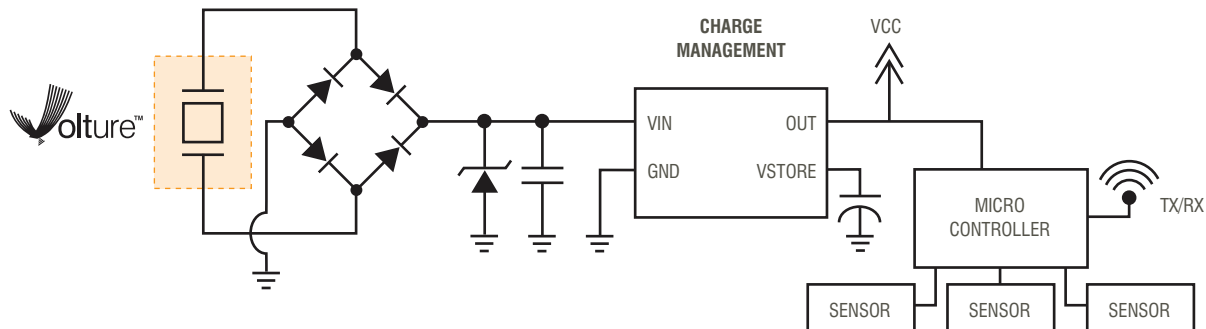 CHARGE
MANAGEMENT
VCC
Volture™
VIN
OUT
GND
VSTORE
MICRO
CONTROLLER
TX/RX
SENSOR
SENSOR
SENSOR